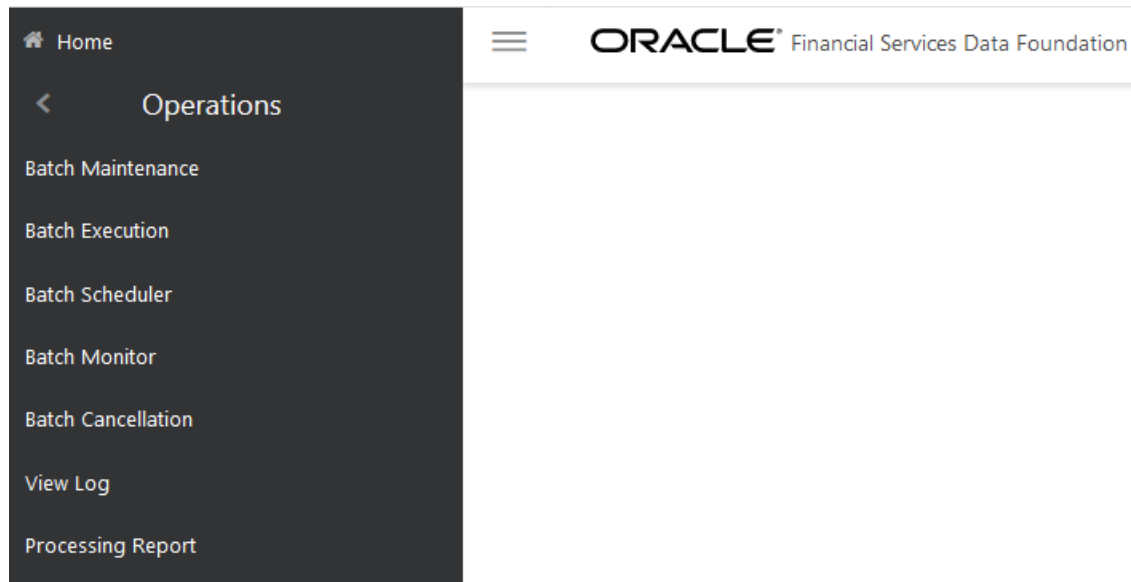 Home
ORACLE® Financial Services Data Foundation
Operations
Batch Maintenance
Batch Execution
Batch Scheduler
Batch Monitor
Batch Cancellation
View Log
Processing Report